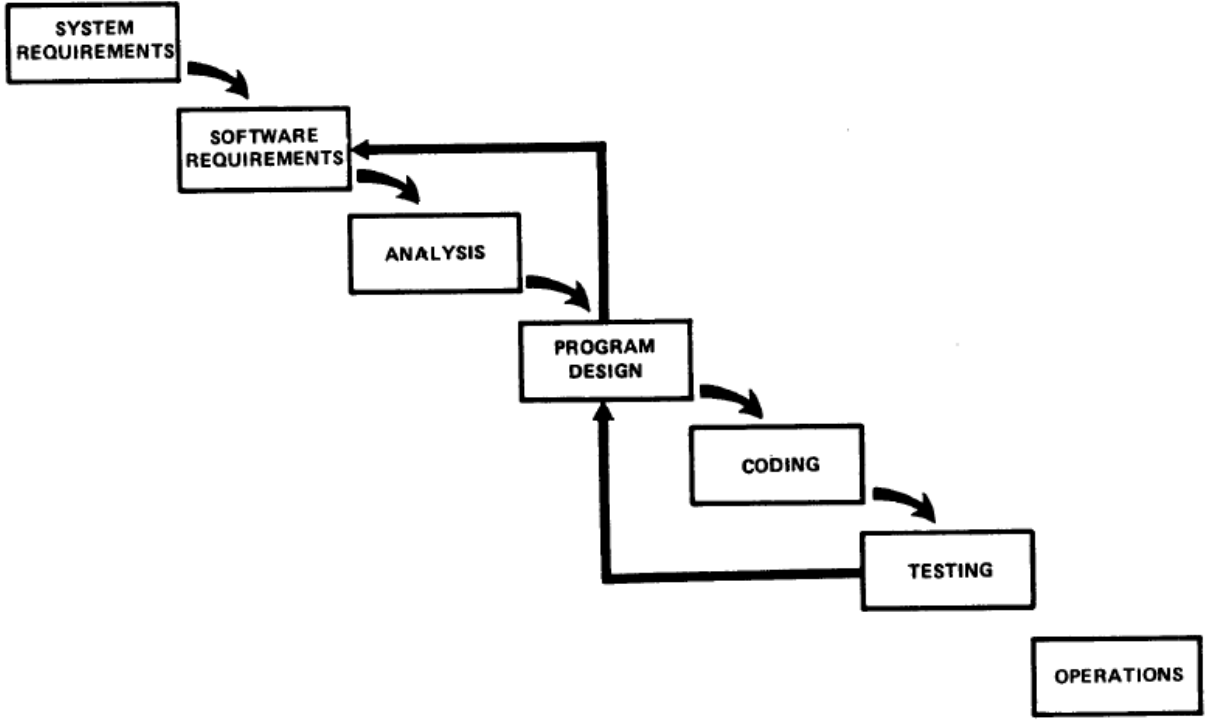 SYSTEM
REQUIREMENTS
SOFTWARE
REQUIREMENTS
ANALYSIS
PROGRAM
DESIGN
CODING
TESTING
OPERATIONS